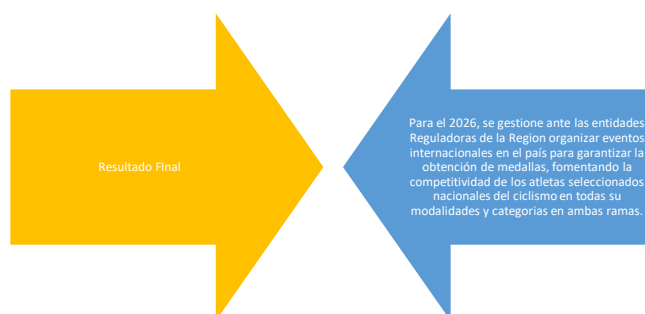 Resultado FInal
Para el 2026, se gestione ante las entidades
Reguladoras de la Region organizar eventos
internacionales en el país para garantizar la
obtención de medallas, fomentando la
competitividad de los atletas seleccionados
nacionales del ciclismo en todas su
modalidades y categorias en ambas ramas.